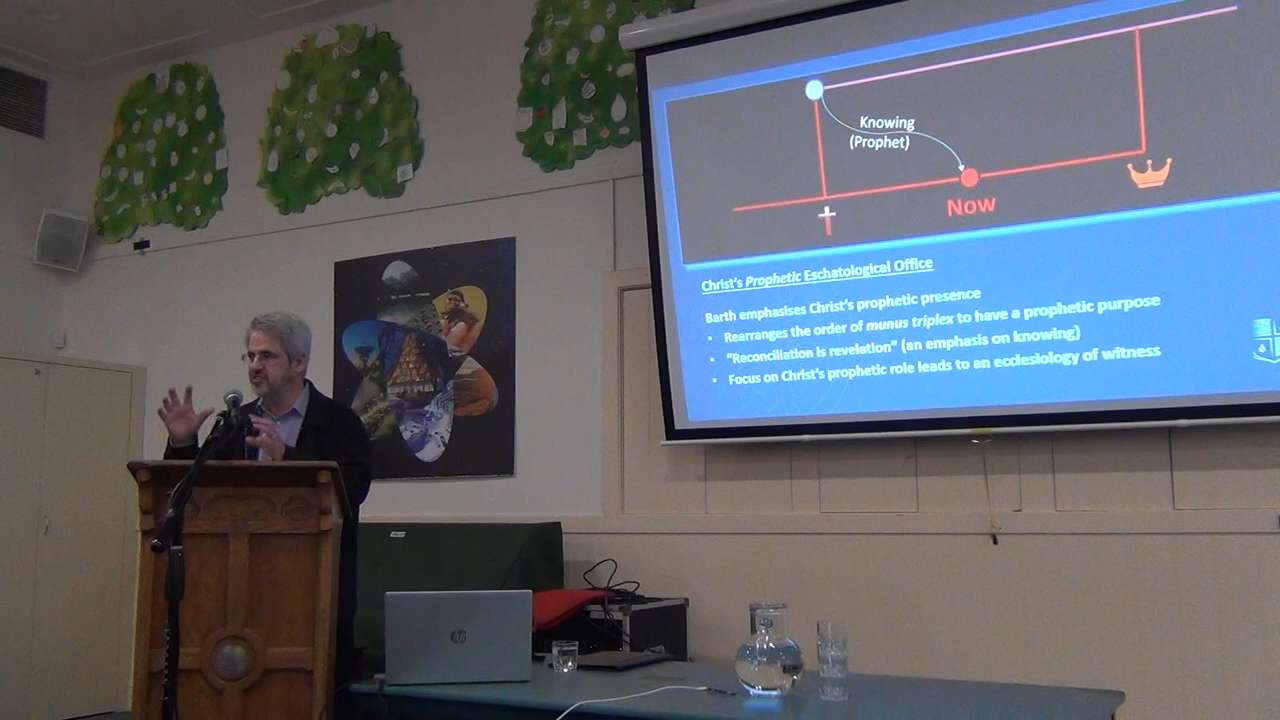 Knowing
(Prophet)
Now
Christ's Prophetic Eschatological Office
Barth emphasises Christ's prophetic presence
• Rearranges the order of munus triplex to have a prophetic purpose
• "Reconciliation is revelation" (an emphasis on knowing)
• Focus on Christ's prophetic role leads to an ecclesiology of witness
hp